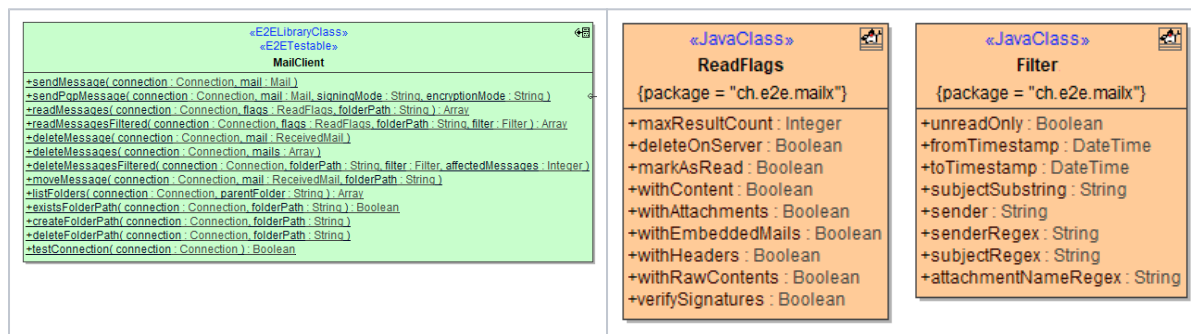 «E2ELibraryClass»
«E2ETestable»
MailClient
+sendMessage( connection : Connection, mail : Mail )
+sendPgpMessage( connection : Connection, mail : Mail, signingMode : String, encryptionMode : String )
+readMessages( connection : Connection, flags : ReadFlags, folderPath : String ) : Array
+readMessagesFiltered( connection : Connection, flags : ReadFlags, folderPath : String, filter : Filter ) : Array
+deleteMessage( connection : Connection, mail : ReceivedMail )
+deleteMessages( connection : Connection, mails : Array )
+deleteMessagesFiltered( connection : Connection, folderPath : String, filter : Filter, affectedMessages : Integer )
+moveMessage( connection : Connection, mail : ReceivedMail, folderPath : String )
+listFolders( connection : Connection, parentFolder : String ) : Array
+existsFolderPath( connection : Connection, folderPath : String ) : Boolean
+createFolderPath( connection : Connection, folderPath : String )
+deleteFolderPath( connection : Connection, folderPath : String )
+testConnection( connection : Connection ) : Boolean
«JavaClass»
ReadFlags
{package = "ch.e2e.mailx"}
+maxResultCount : Integer
+deleteOnServer : Boolean
+markAsRead : Boolean
+withContent : Boolean
+withAttachments : Boolean
+withEmbeddedMails : Boolean
+withHeaders : Boolean
+withRawContents : Boolean
+verifySignatures : Boolean
«JavaClass»
Filter
{package = "ch.e2e.mailx"}
+unreadOnly : Boolean
+fromTimestamp : DateTime
+toTimestamp : DateTime
+subjectSubstring : String
+sender : String
+senderRegex : String
+subjectRegex : String
+attachmentNameRegex : String